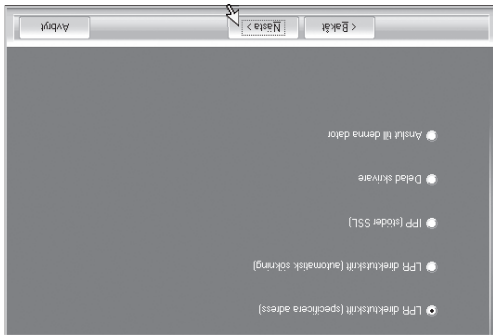 LPR direktutskrift (specificera adress)
LPR direktutskrift (automatisk sökning)
IPP (stöder SSL)
Delad skrivare
Anslut till denna dator
< Bakåt
Nästa >
Avbryt